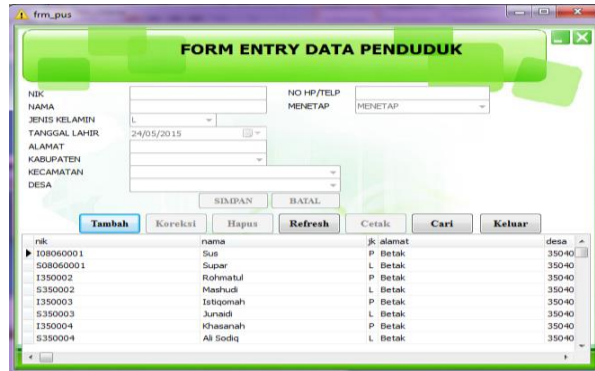 frm_pus
FORM ENTRY DATA PENDUDUK
NIK
NO HP/TELP
NAMA
MENETAP MENETAP
JENIS KELAMIN L
TANGGAL LAHIR 24/05/2015
ALAMAT
KABUPATEN
KECAMATAN
DESA
SIMPAN BATAL
Tambah Koreksi Hapus Refresh Cetak Cari Keluar
nik nama jk alamat desa
I08060001 Sus P Betak 35040
S08060001 Supar L Betak 35040
I350002 Rohmatul P Betak 35040
S350002 Mashudi L Betak 35040
I350003 Istiqomah P Betak 35040
S350003 Junaidi L Betak 35040
I350004 Khasanah P Betak 35040
S350004 Ali Sodiq L Betak 35040